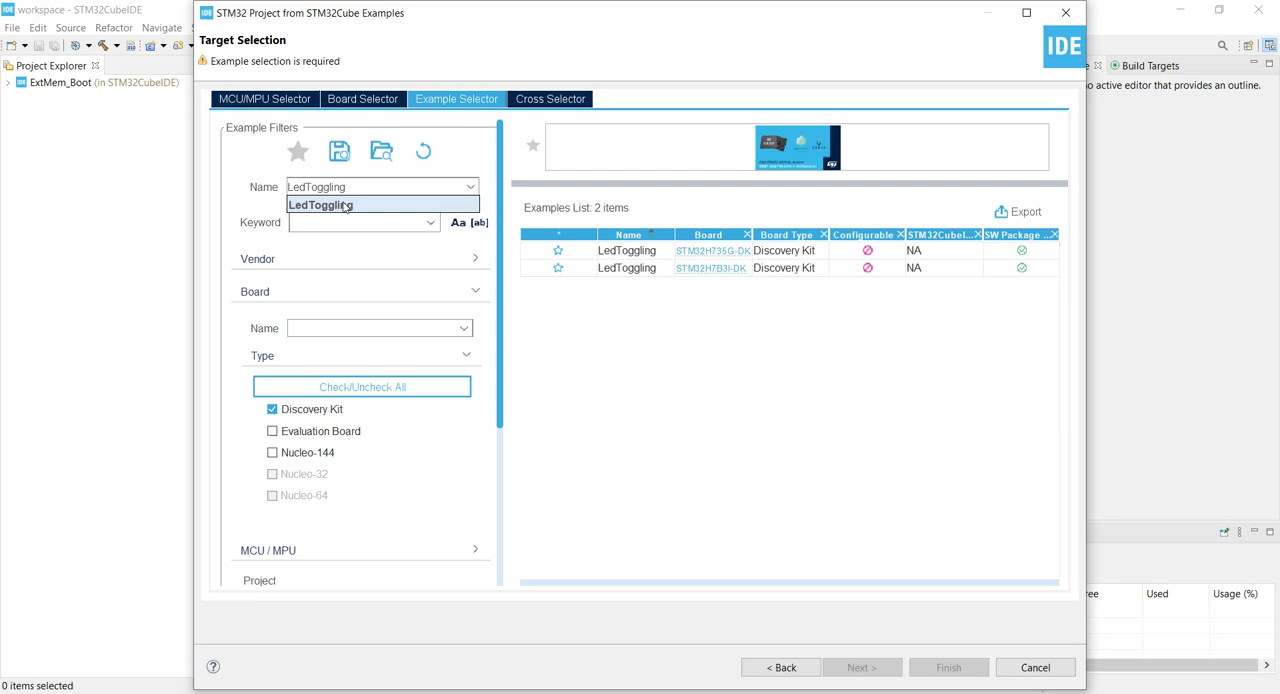 IDE workspace - STM32CubeIDE
File Edit Source Refactor Navigate
Project Explorer
IDE ExtMem_Boot (in STM32CubeIDE)
0 items selected
IDE STM32 Project from STM32Cube Examples
Target Selection
Example selection is required
IDE
MCU/MPU Selector Board Selector Example Selector Cross Selector
Example Filters
Name LedToggling
LedToggling
Keyword Aa [ab]
Vendor
Board
Name
Type
Check/Uncheck All
Discovery Kit
Evaluation Board
Nucleo-144
Nucleo-32
Nucleo-64
MCU / MPU
Project
Examples List: 2 items
Export
* Name Board Board Type Configurable STM32CubeI... SW Package ...
LedToggling STM32H735G-DK Discovery Kit NA
LedToggling STM32H7B3I-DK Discovery Kit NA
? < Back Next > Finish Cancel
e Build Targets
o active editor that provides an outline.
ree Used Usage (%)